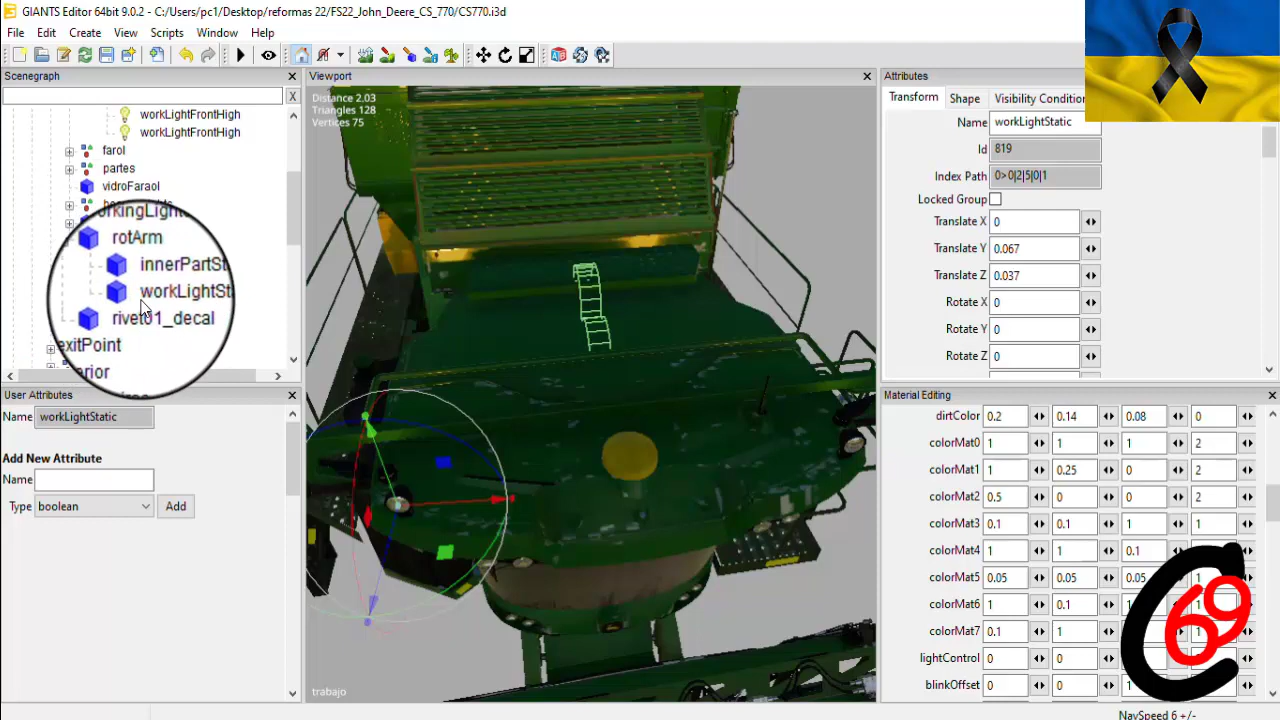 GIANTS Editor 64bit 9.0.2 - C:/Users/pc1/Desktop/reformas 22/FS22_John_Deere_CS_770/CS770.i3d
File Edit Create View Scripts Window Help
Scenegraph
X
workLightFrontHigh
workLightFrontHigh
farol
partes
vidroFaraol
rotArm
innerPartSt
workLightSt
rivet01_decal
exitPoint
User Attributes
Name workLightStatic
Add New Attribute
Name
Type boolean Add
Viewport
Distance 2.03
Triangles 128
Vertices 75
trabajo
Attributes
Transform Shape Visibility Condition
Name workLightStatic
Id 819
Index Path 0>0|2|5|0|1
Locked Group
Translate X 0
Translate Y 0.067
Translate Z 0.037
Rotate X 0
Rotate Y 0
Rotate Z 0
Material Editing
dirtColor 0.2 0.14 0.08 0
colorMat0 1 1 1 2
colorMat1 1 0.25 0 2
colorMat2 0.5 0 0 2
colorMat3 0.1 0.1 1 1
colorMat4 1 1 0.1
colorMat5 0.05 0.05 0.05 1
colorMat6 1 0.1
colorMat7 0.1 1 1
lightControl 0 0
blinkOffset 0 0 1
C69
NavSpeed 6 +/-